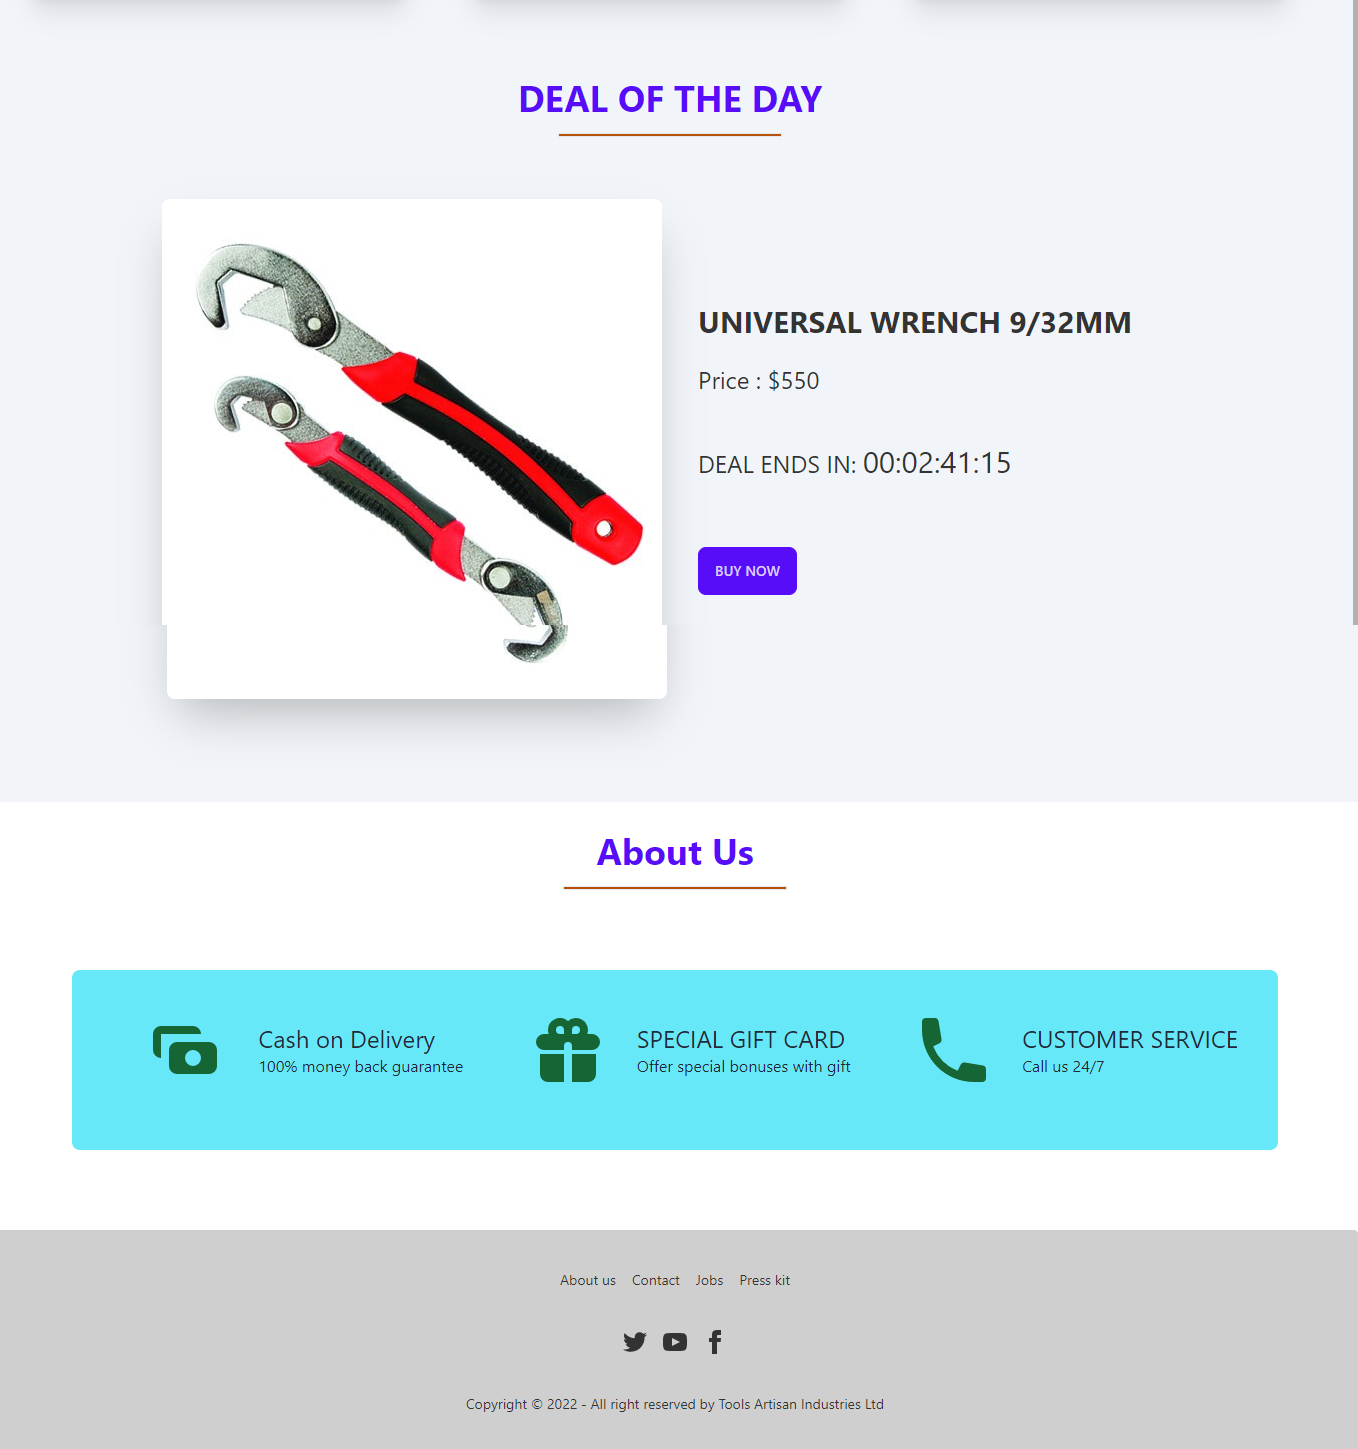 DEAL OF THE DAY
UNIVERSAL WRENCH 9/32MM
Price : $550
DEAL ENDS IN: 00:02:41:15
BUY NOW
About Us
Cash on Delivery
100% money back guarantee
SPECIAL GIFT CARD
Offer special bonuses with gift
CUSTOMER SERVICE
Call us 24/7
About us Contact Jobs Press kit
Copyright © 2022 - All right reserved by Tools Artisan Industries Ltd